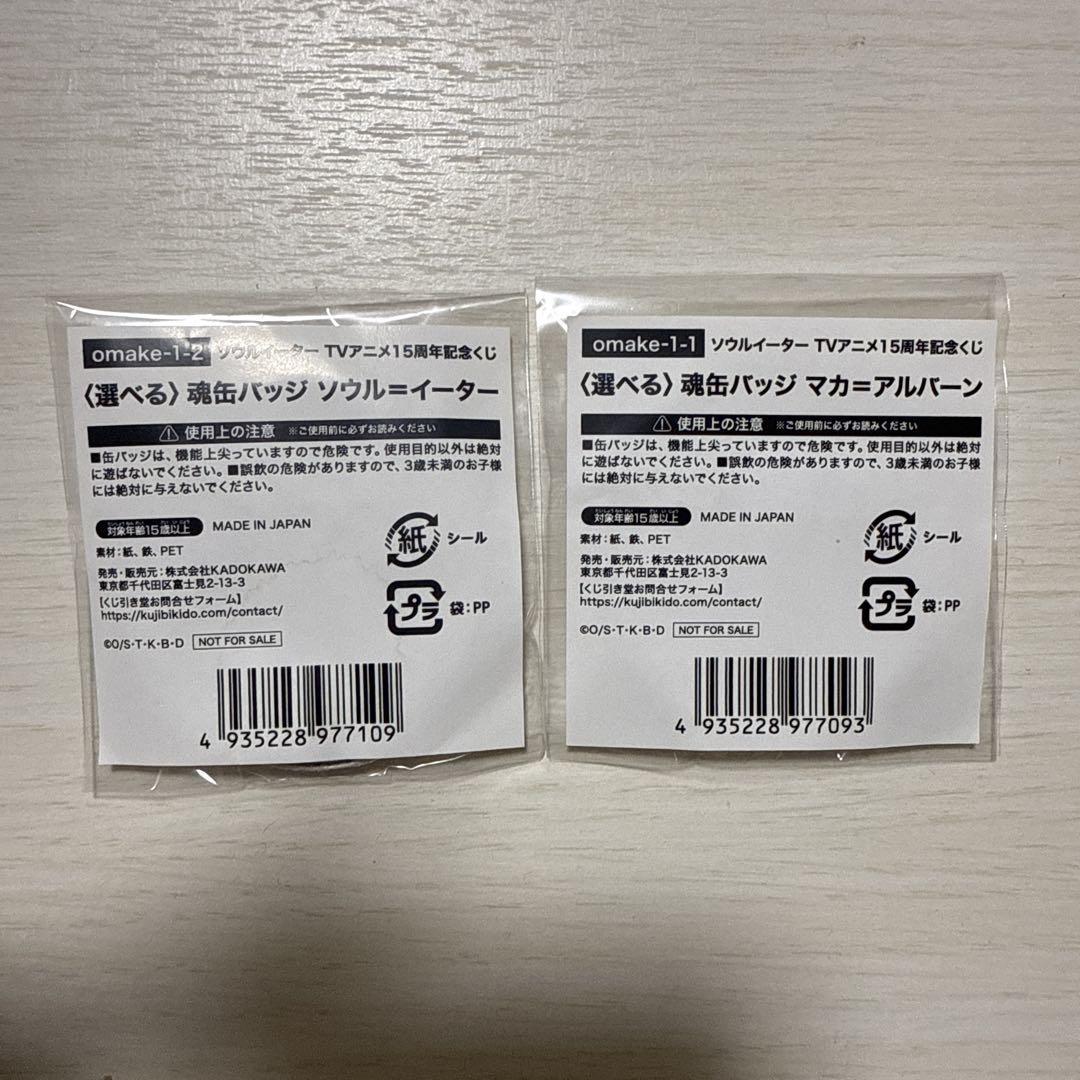 omake-1-2 ソウルイーター TVアニメ15周年記念くじ
〈選べる〉魂缶バッジ ソウル＝イーター
使用上の注意 ※ご使用前に必ずお読みください
■缶バッジは、機能上尖っていますので危険です。使用目的以外は絶対
に遊ばないでください。■誤飲の危険がありますので、3歳未満のお子様
には絶対に与えないでください。
対象年齢15歳以上 MADE IN JAPAN
素材：紙、鉄、PET
発売・販売元：株式会社KADOKAWA
東京都千代田区富士見2-13-3
【くじ引き堂お問合せフォーム】
https://kujibikido.com/contact/
©O/S・T・K・B・D NOT FOR SALE
紙 シール
プラ 袋：PP
4 935228 977109
omake-1-1 ソウルイーター TVアニメ15周年記念くじ
〈選べる〉魂缶バッジ マカ＝アルバーン
使用上の注意 ※ご使用前に必ずお読みください
■缶バッジは、機能上尖っていますので危険です。使用目的以外は絶対
に遊ばないでください。■誤飲の危険がありますので、3歳未満のお子様
には絶対に与えないでください。
対象年齢15歳以上 MADE IN JAPAN
素材：紙、鉄、PET
発売・販売元：株式会社KADOKAWA
東京都千代田区富士見2-13-3
【くじ引き堂お問合せフォーム】
https://kujibikido.com/contact/
©O/S・T・K・B・D NOT FOR SALE
紙 シール
プラ 袋：PP
4 935228 977093